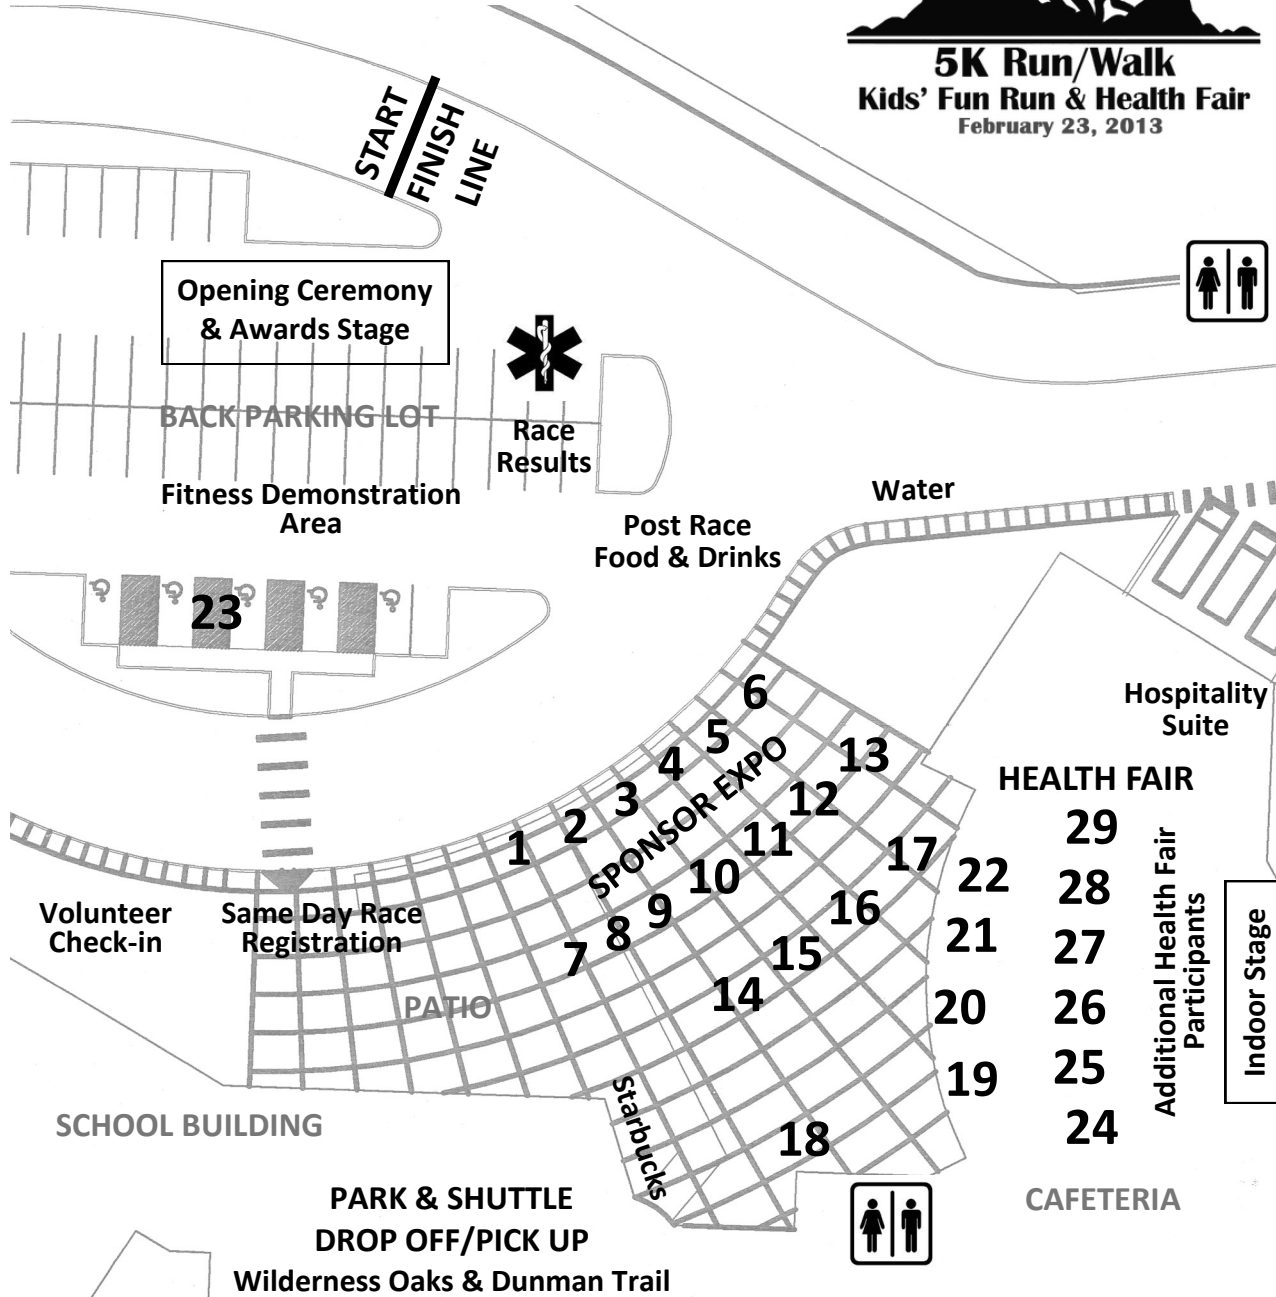 5K Run/Walk
Kids' Fun Run & Health Fair
February 23, 2013
START
FINISH
LINE
Opening Ceremony
& Awards Stage
BACK PARKING LOT
Race
Results
Fitness Demonstration
Area
Water
Post Race
Food & Drinks
23
Hospitality
Suite
6
5
4
3
2
1
SPONSOR EXPO
13
12
11
10
9
8
7
17
16
15
14
18
HEALTH FAIR
22
21
20
19
29
28
27
26
25
24
Additional Health Fair
Participants
Indoor Stage
Volunteer
Check-in
Same Day Race
Registration
PATIO
Starbucks
SCHOOL BUILDING
CAFETERIA
PARK & SHUTTLE
DROP OFF/PICK UP
Wilderness Oaks & Dunman Trail